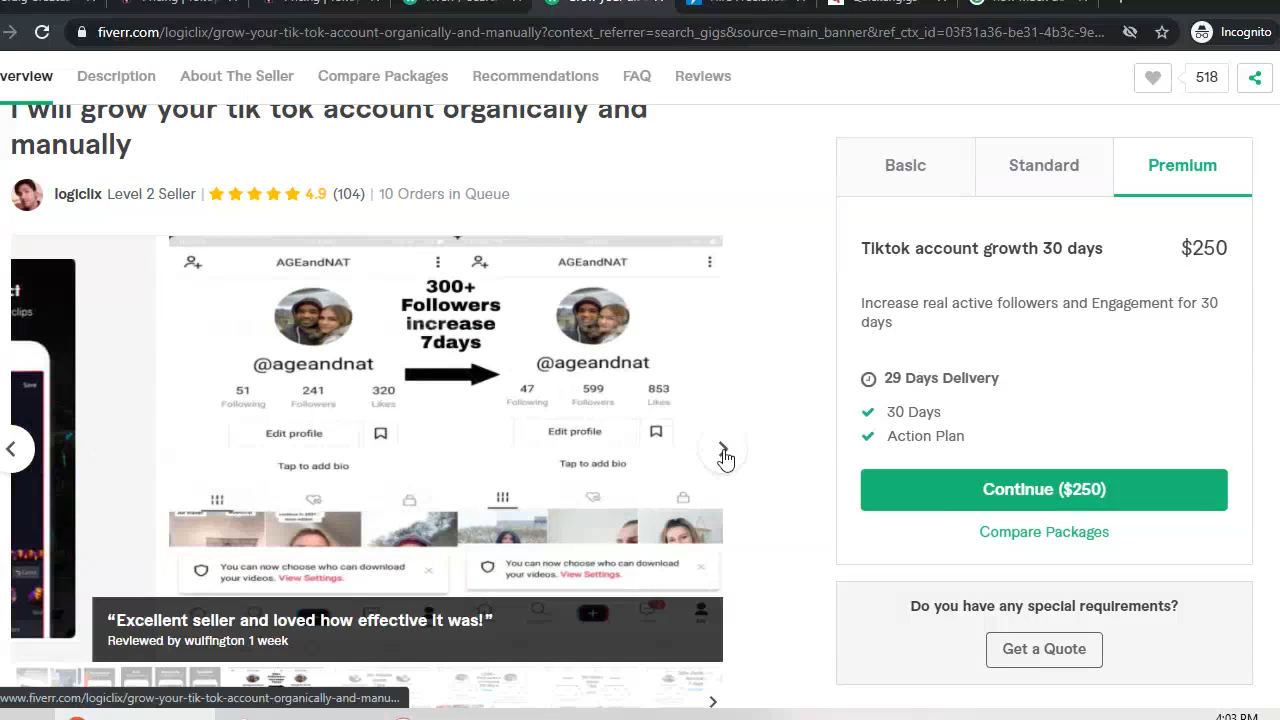 fiverr.com/logiclix/grow-your-tik-tok-account-organically-and-manually?context_referrer=search_gigs&source=main_banner&ref_ctx_id=03f31a36-be31-4b3c-9e...
Incognito
verview
Description
About The Seller
Compare Packages
Recommendations
FAQ
Reviews
518
I will grow your tik tok account organically and
manually
logiclix Level 2 Seller | 4.9 (104) | 10 Orders in Queue
clips
Save
AGEandNAT
@ageandnat
51
Following
241
Followers
320
Likes
Edit profile
Tap to add bio
You can now choose who can download
your videos. View Settings.
300+
Followers
increase
7days
AGEandNAT
@ageandnat
47
Following
599
Followers
853
Likes
Edit profile
Tap to add bio
You can now choose who can download
your videos. View Settings.
“Excellent seller and loved how effective it was!”
Reviewed by wulfington 1 week
Basic
Standard
Premium
Tiktok account growth 30 days
$250
Increase real active followers and Engagement for 30
days
29 Days Delivery
30 Days
Action Plan
Continue ($250)
Compare Packages
Do you have any special requirements?
Get a Quote
www.fiverr.com/logiclix/grow-your-tik-tok-account-organically-and-manu...
4:03 PM